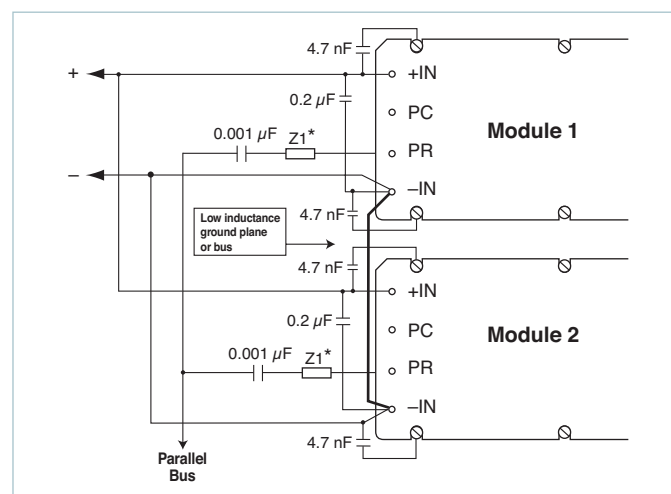 4.7 nF
+
+IN
0.2 µF
PC
Module 1
0.001 µF
Z1*
PR
–
–IN
4.7 nF
Low inductance
ground plane
or bus
4.7 nF
+IN
0.2 µF
PC
Module 2
0.001 µF
Z1*
PR
–IN
4.7 nF
Parallel
Bus